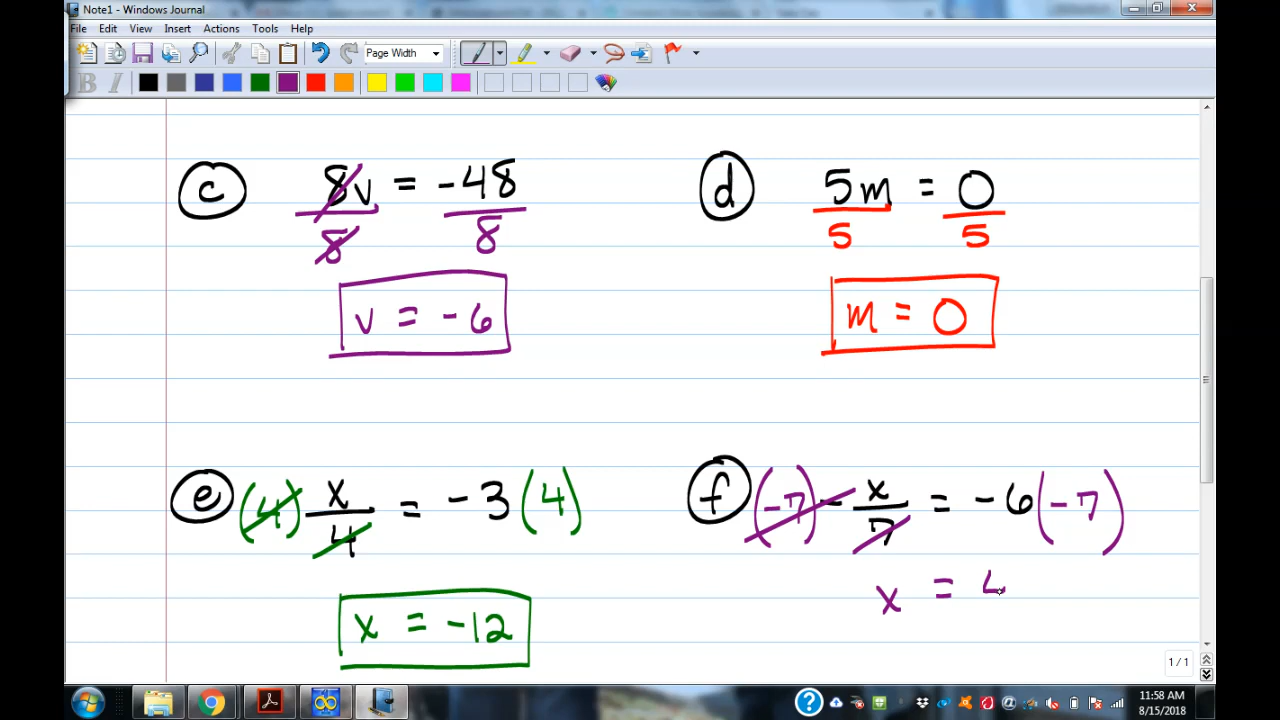 Note1 - Windows Journal
File Edit View Insert Actions Tools Help
Page Width
B I
c 8v = -48
8 8
v = -6
d 5m = 0
5 5
m = 0
e (4) x/4 = -3 (4)
x = -12
f (-7) - x/7 = -6 (-7)
x = 4
1 / 1
11:58 AM
8/15/2018